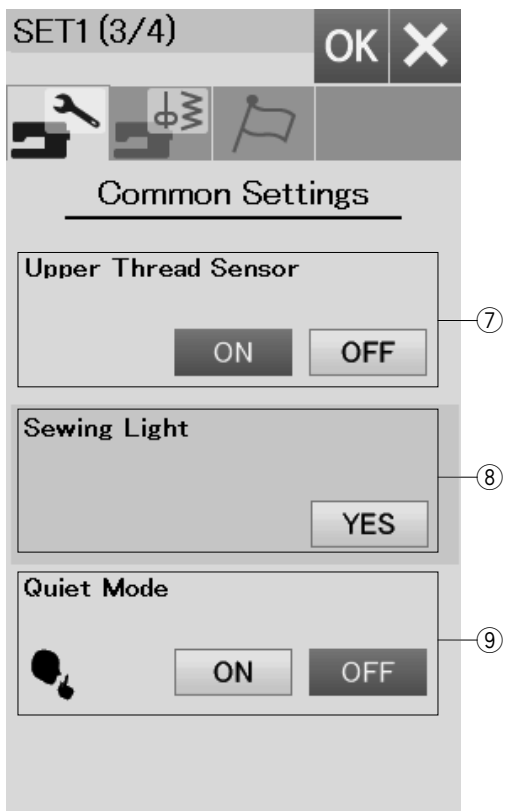 SET1 (3/4)
OK
Common Settings
Upper Thread Sensor
ON OFF
⑦
Sewing Light
YES
⑧
Quiet Mode
ON OFF
⑨